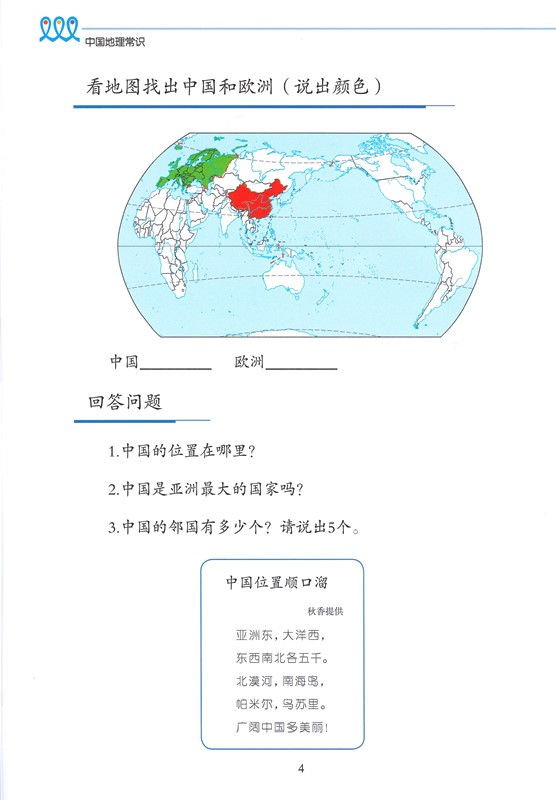 中国地理常识
看地图找出中国和欧洲（说出颜色）
中国________ 欧洲________
回答问题
1.中国的位置在哪里？
2.中国是亚洲最大的国家吗？
3.中国的邻国有多少个？请说出5个。
中国位置顺口溜
秋香提供
亚洲东，大洋西，
东西南北各五千。
北漠河，南海岛，
帕米尔，乌苏里。
广阔中国多美丽！
4